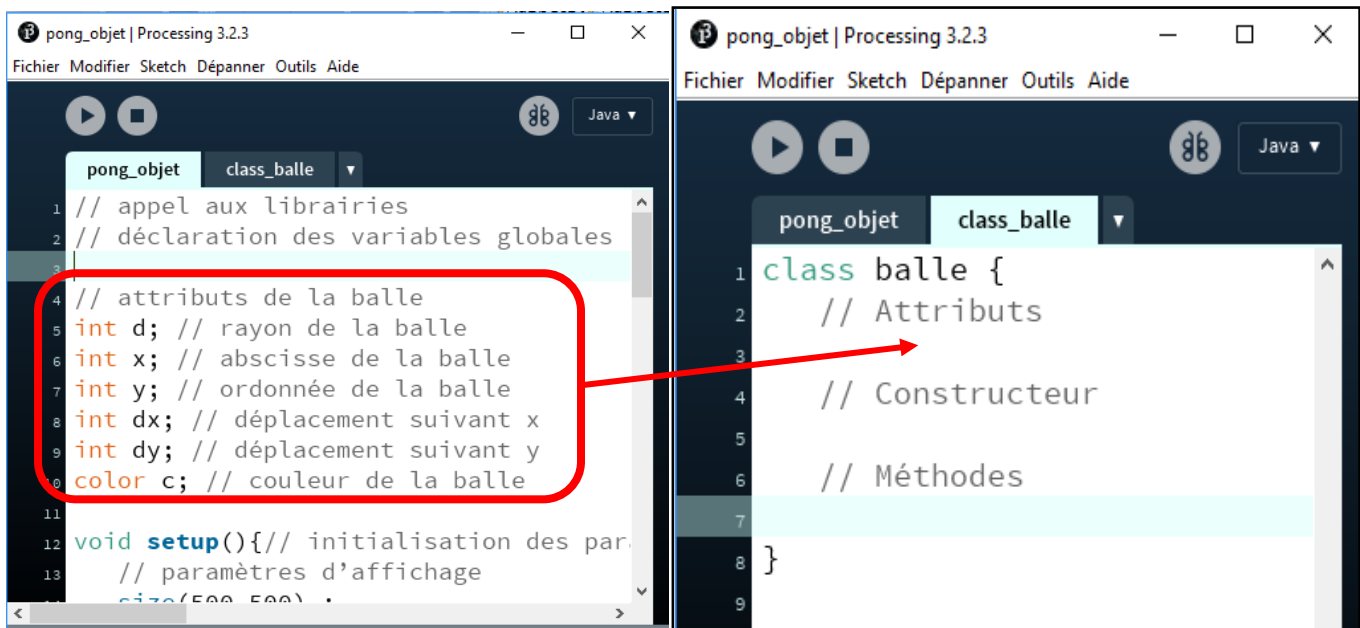 pong_objet | Processing 3.2.3
Fichier Modifier Sketch Dépanner Outils Aide
Java ▼
pong_objet class_balle ▼
1 // appel aux librairies
2 // déclaration des variables globales
3
4 // attributs de la balle
5 int d; // rayon de la balle
6 int x; // abscisse de la balle
7 int y; // ordonnée de la balle
8 int dx; // déplacement suivant x
9 int dy; // déplacement suivant y
10 color c; // couleur de la balle
11
12 void setup(){// initialisation des par
13 // paramètres d’affichage
size(500,500) ;
pong_objet | Processing 3.2.3
Fichier Modifier Sketch Dépanner Outils Aide
Java ▼
pong_objet class_balle ▼
1 class balle {
2 // Attributs
3
4 // Constructeur
5
6 // Méthodes
7
8 }
9